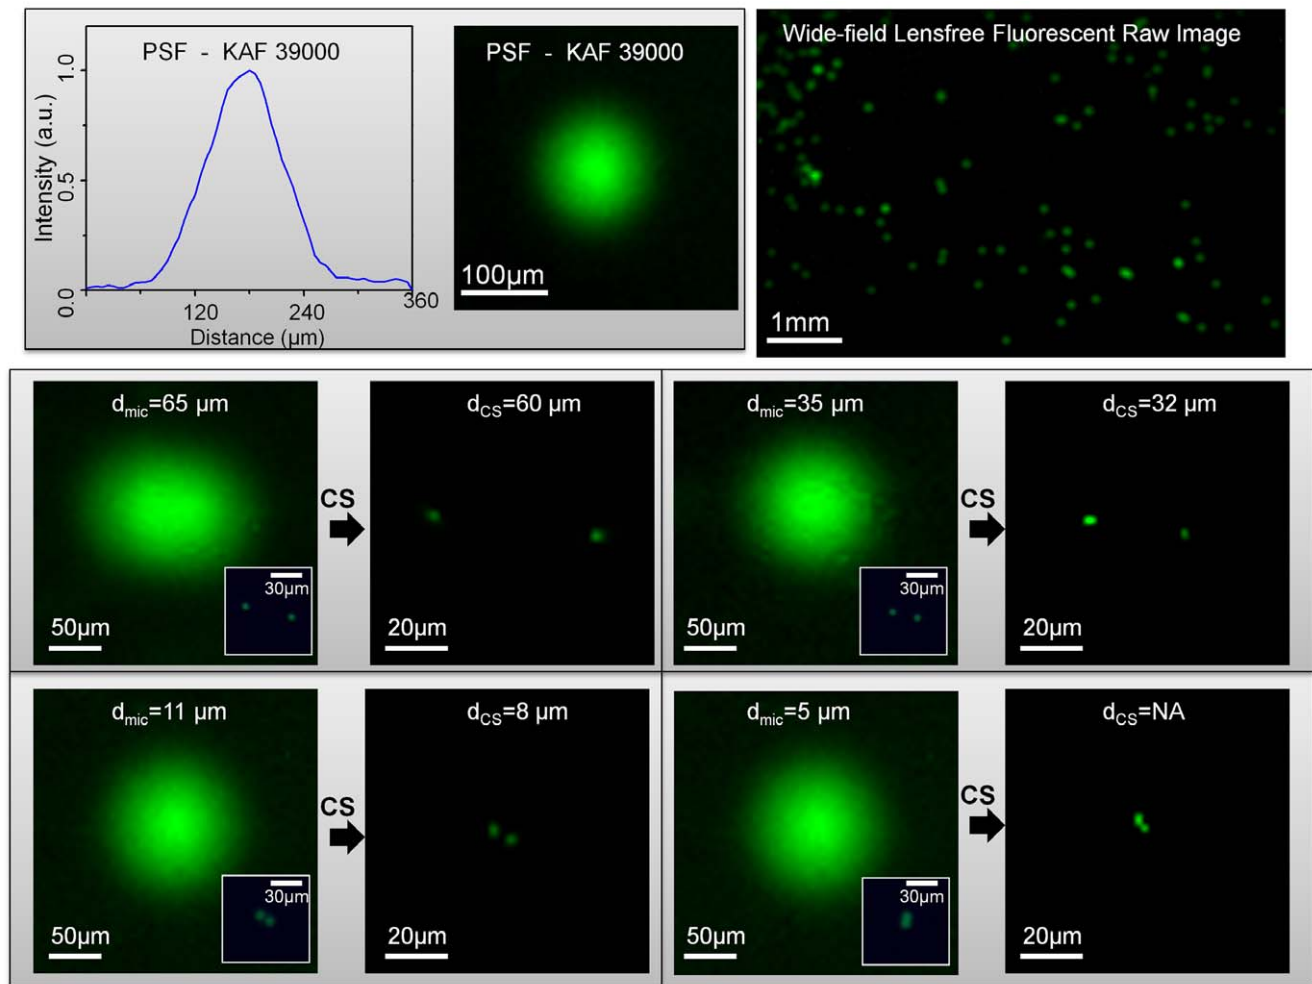 PSF - KAF 39000
Intensity (a.u.)
1.0
0.5
0.0
120
240
360
Distance (µm)
PSF - KAF 39000
100µm
Wide-field Lensfree Fluorescent Raw Image
1mm
dmic=65 µm
50µm
30µm
CS
dCS=60 µm
20µm
dmic=35 µm
50µm
30µm
CS
dCS=32 µm
20µm
dmic=11 µm
50µm
30µm
CS
dCS=8 µm
20µm
dmic=5 µm
50µm
30µm
CS
dCS=NA
20µm